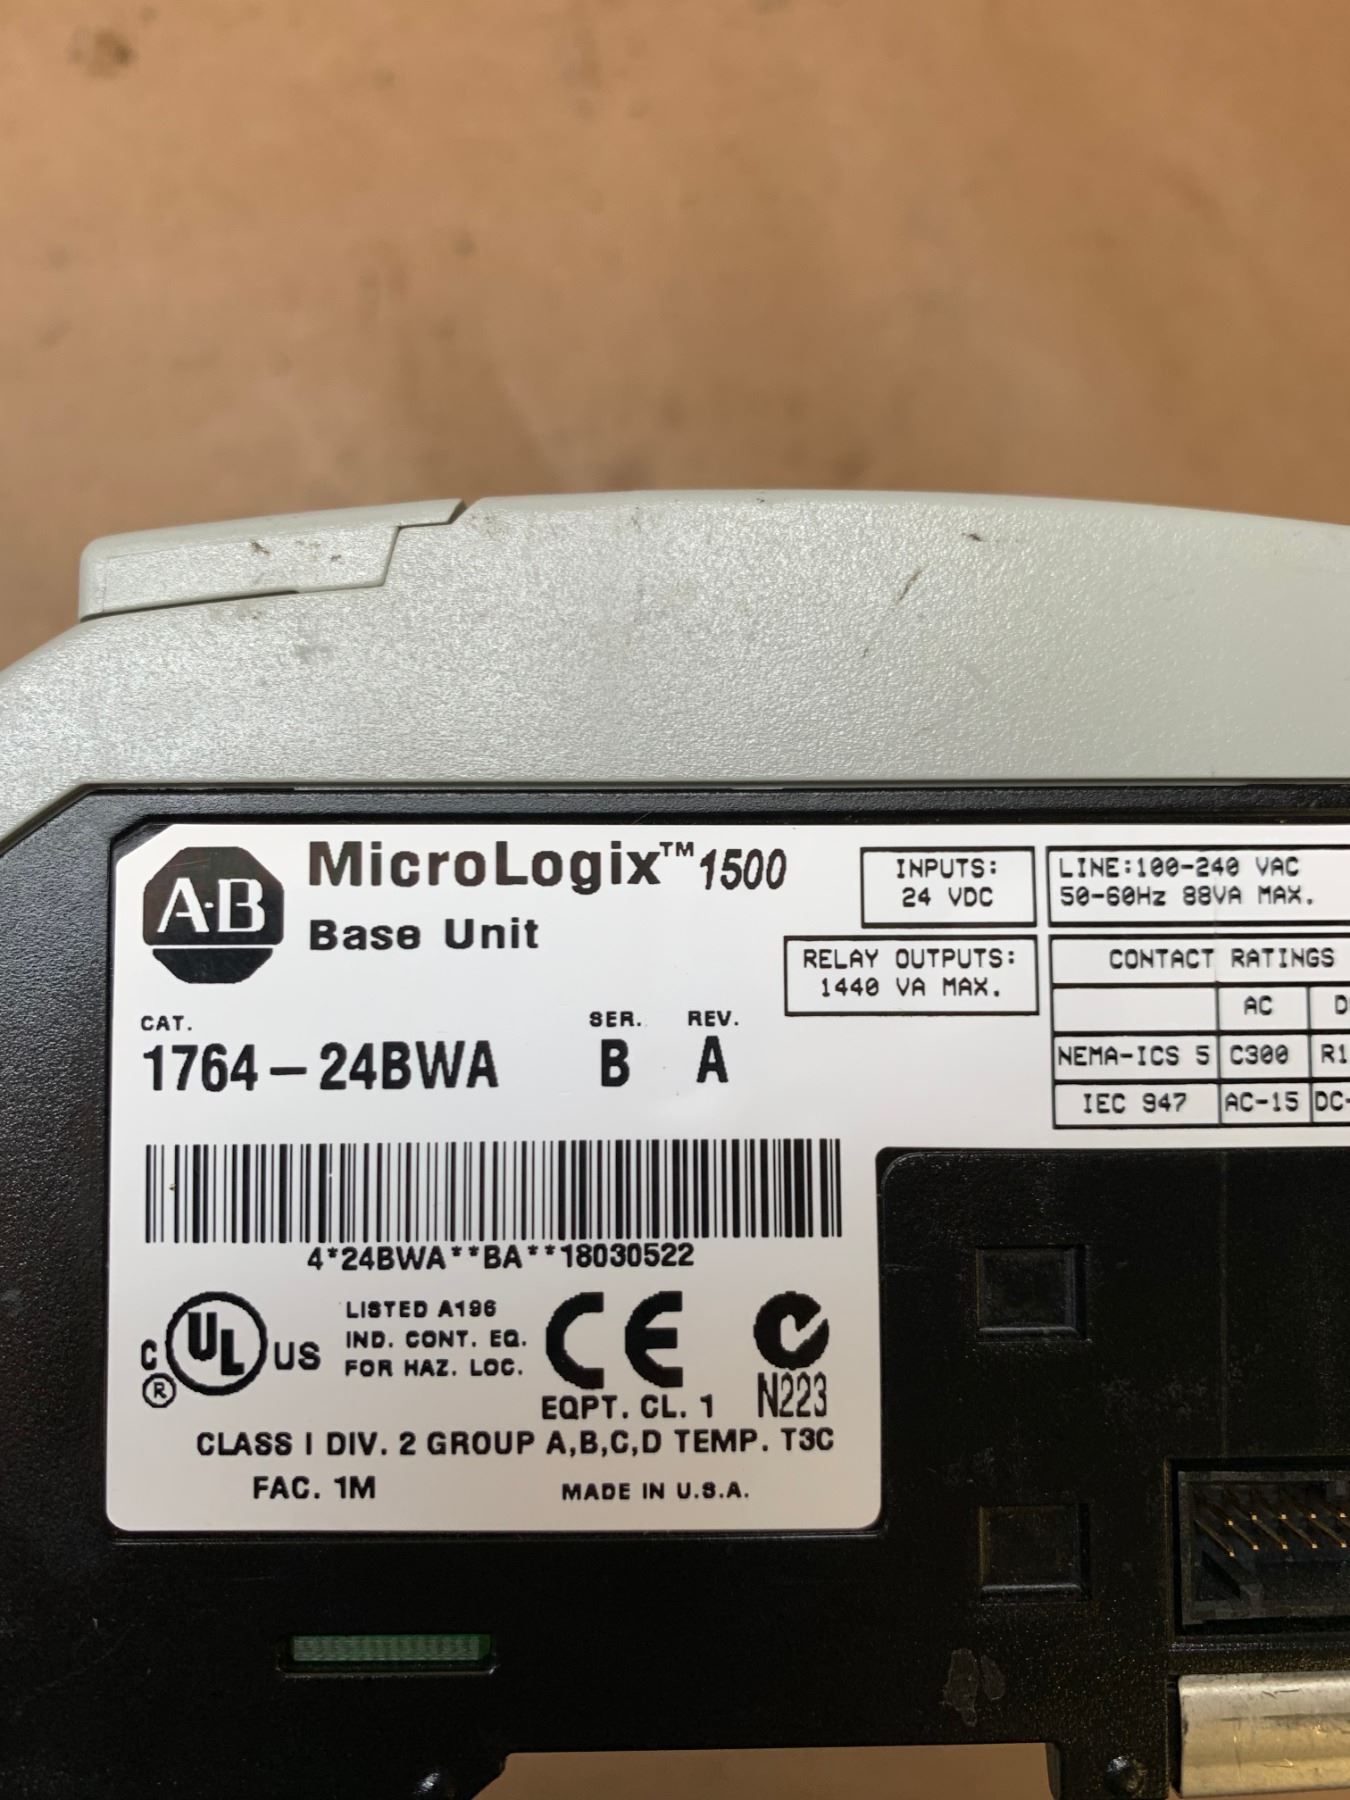 A-B
MicroLogix™ 1500
Base Unit
INPUTS:
24 VDC
LINE:100-240 VAC
50-60Hz 88VA MAX.
RELAY OUTPUTS:
1440 VA MAX.
CONTACT RATINGS
AC
NEMA-ICS 5 C300
IEC 947 AC-15
CAT. SER. REV.
1764-24BWA B A
4*24BWA**BA**18030522
C UL US
®
LISTED A196
IND. CONT. EQ.
FOR HAZ. LOC.
CE
EQPT. CL. 1
N223
CLASS I DIV. 2 GROUP A,B,C,D TEMP. T3C
FAC. 1M
MADE IN U.S.A.